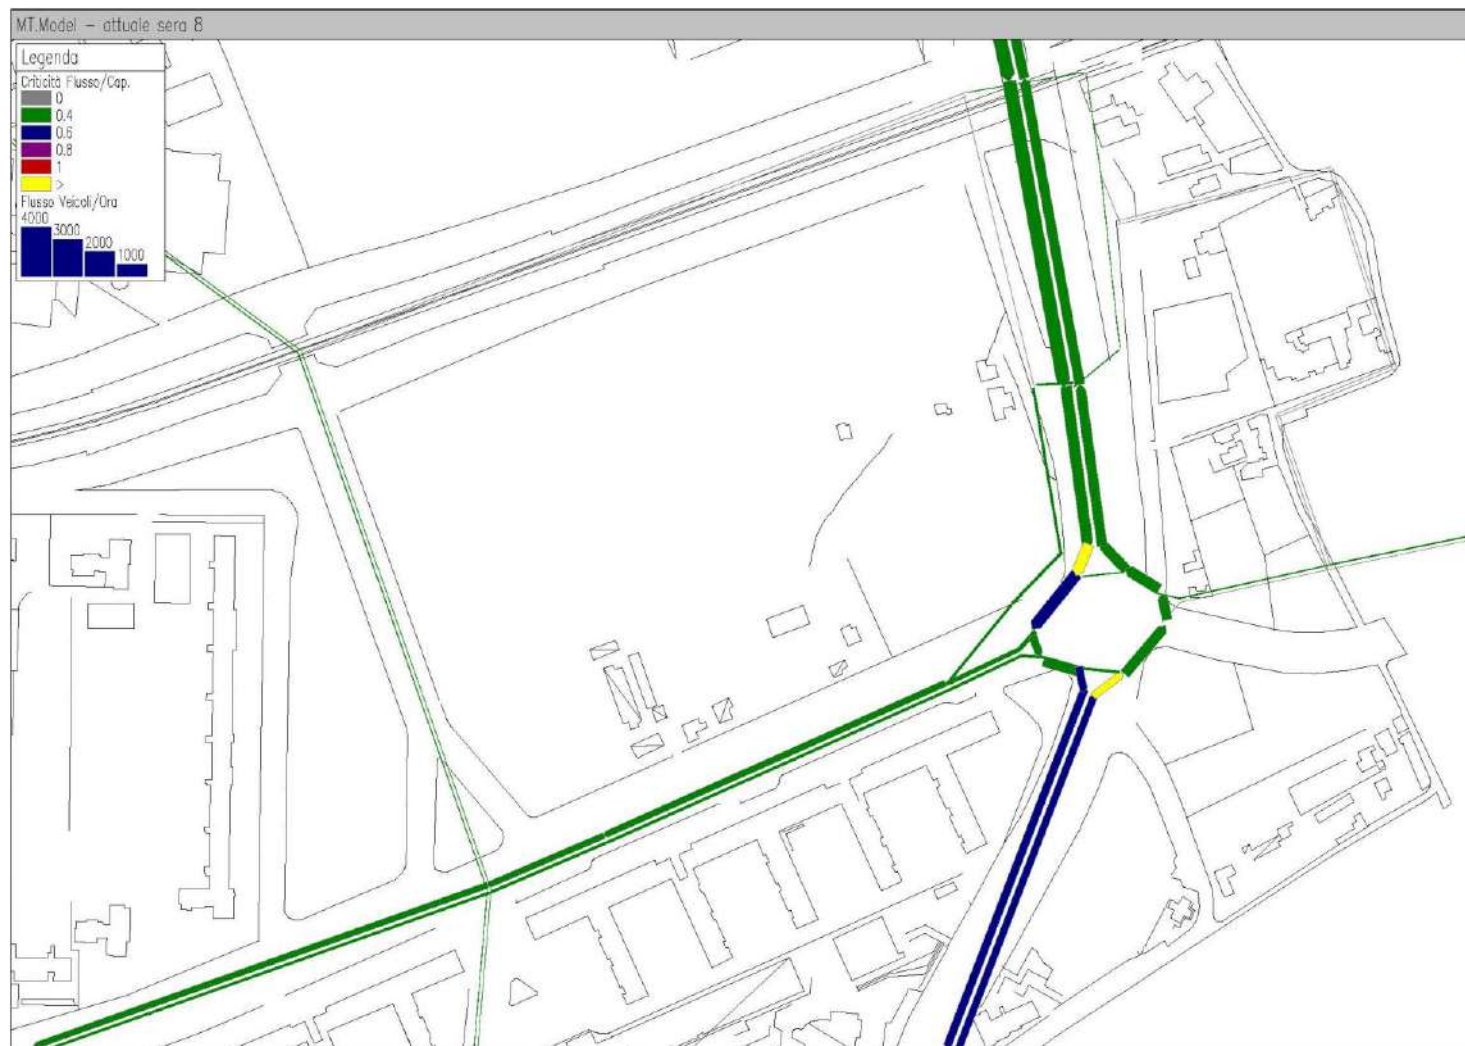 MT.Model - attuale sera 8
Legenda
Criticità Flusso/Cap.
0
0.4
0.6
0.8
1
>
Flusso Veicoli/Ora
4000
3000
2000
1000